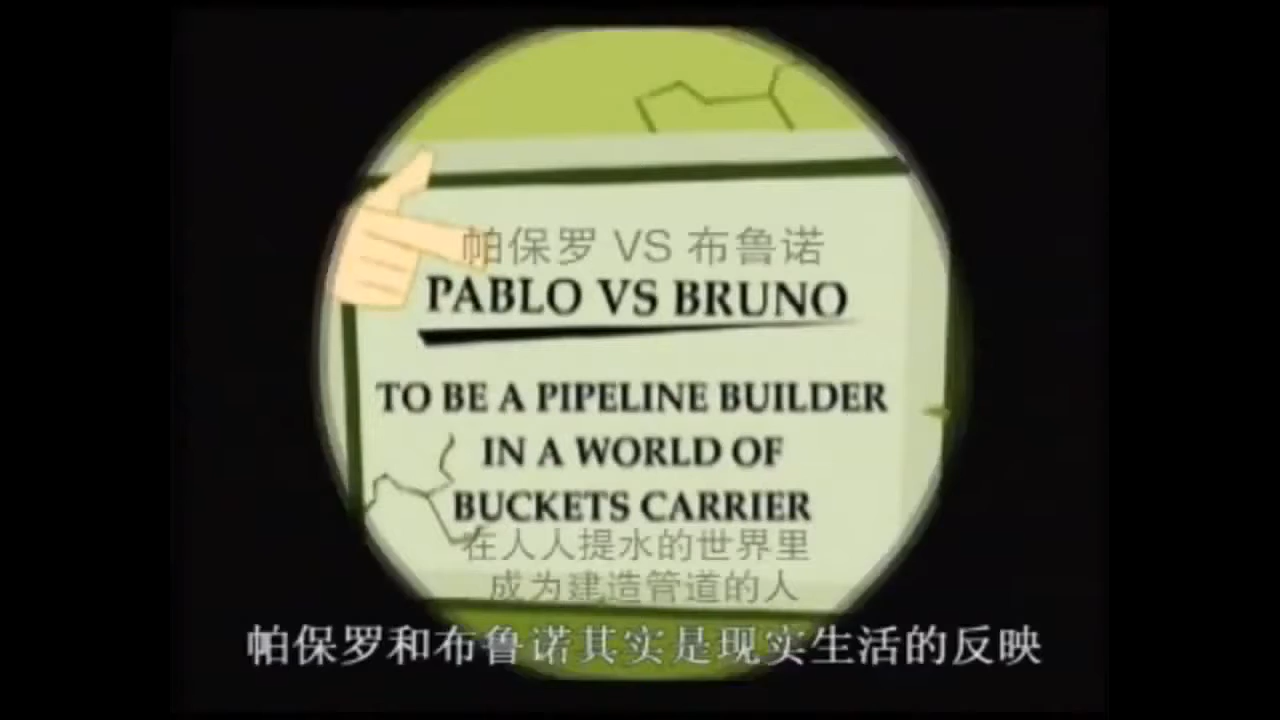 帕保罗 VS 布鲁诺
PABLO VS BRUNO
TO BE A PIPELINE BUILDER
IN A WORLD OF
BUCKETS CARRIER
在人人提水的世界里
成为建造管道的人
帕保罗和布鲁诺其实是现实生活的反映